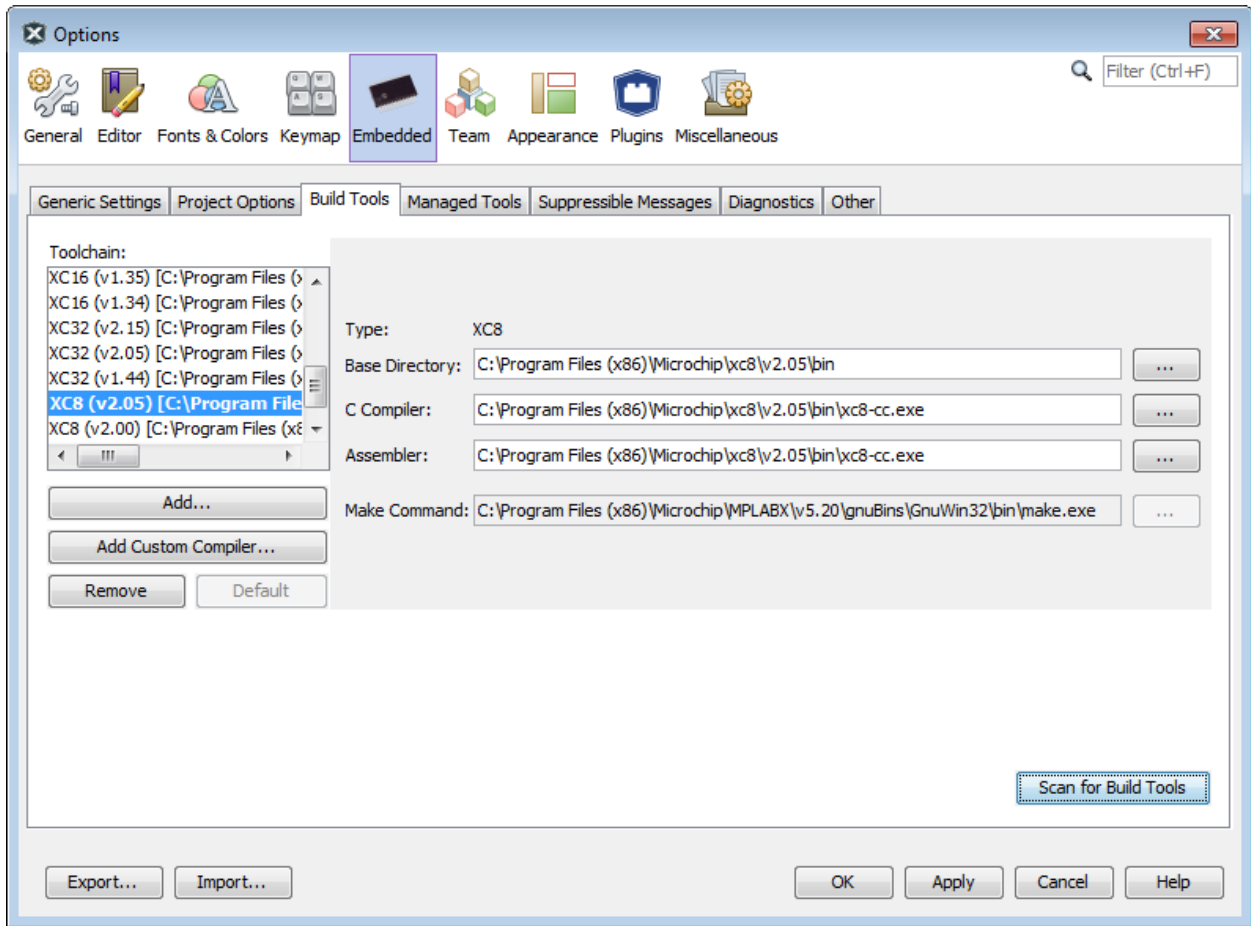 Options
Filter (Ctrl+F)
General Editor Fonts & Colors Keymap Embedded Team Appearance Plugins Miscellaneous
Generic Settings Project Options Build Tools Managed Tools Suppressible Messages Diagnostics Other
Toolchain:
XC16 (v1.35) [C:\Program Files (x
XC16 (v1.34) [C:\Program Files (x
XC32 (v2.15) [C:\Program Files (x
XC32 (v2.05) [C:\Program Files (x
XC32 (v1.44) [C:\Program Files (x
XC8 (v2.05) [C:\Program File
XC8 (v2.00) [C:\Program Files (x8
Add...
Add Custom Compiler...
Remove Default
Type: XC8
Base Directory: C:\Program Files (x86)\Microchip\xc8\v2.05\bin ...
C Compiler: C:\Program Files (x86)\Microchip\xc8\v2.05\bin\xc8-cc.exe ...
Assembler: C:\Program Files (x86)\Microchip\xc8\v2.05\bin\xc8-cc.exe ...
Make Command: C:\Program Files (x86)\Microchip\MPLABX\v5.20\gnuBins\GnuWin32\bin\make.exe ...
Scan for Build Tools
Export... Import... OK Apply Cancel Help